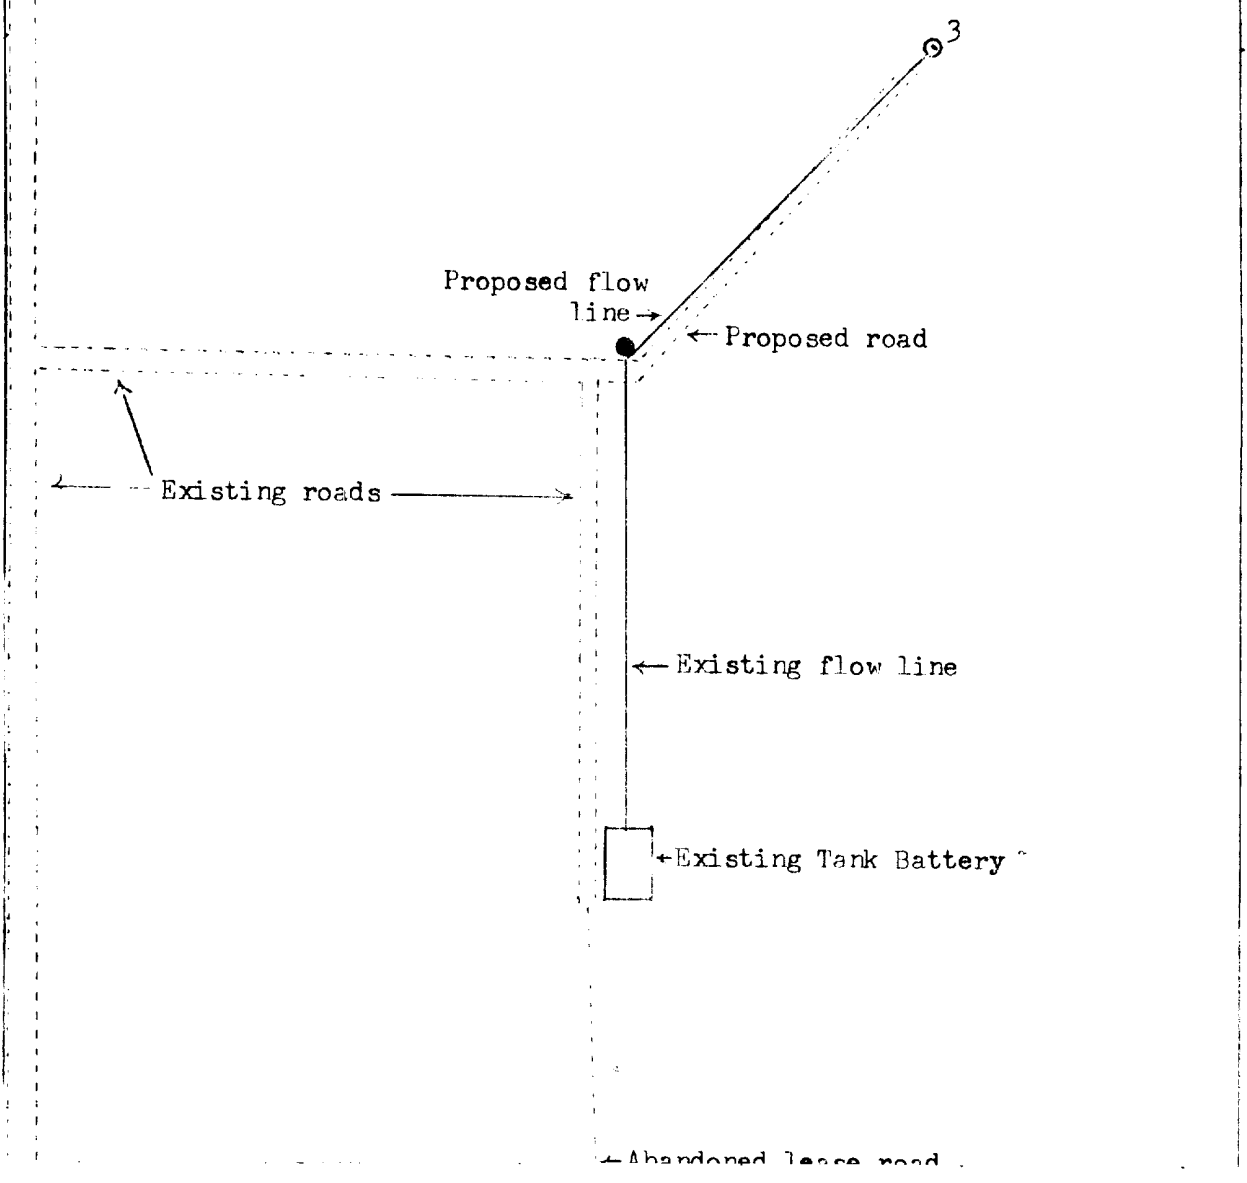 3
Proposed flow
line
Proposed road
Existing roads
Existing flow line
Existing Tank Battery
Abandoned lease road